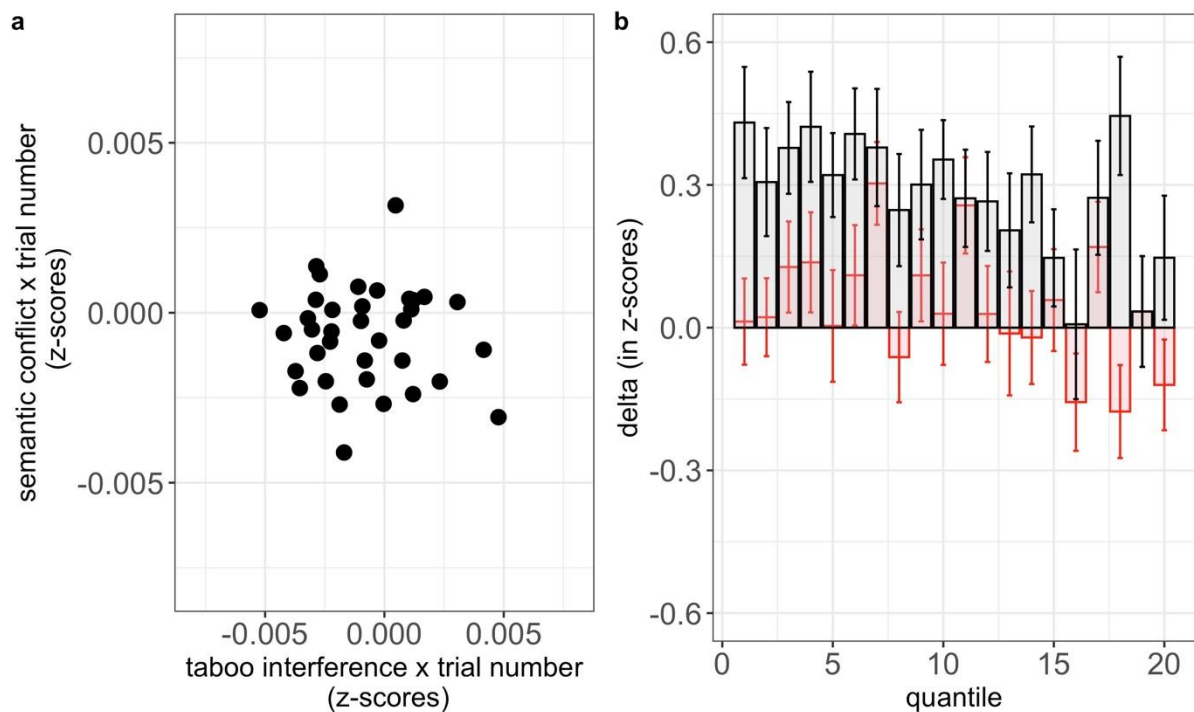 a
0.005
0.000
-0.005
semantic conflict x trial number
(z-scores)
-0.005 0.000 0.005
taboo interference x trial number
(z-scores)
b
0.6
0.3
0.0
-0.3
-0.6
delta (in z-scores)
0 5 10 15 20
quantile